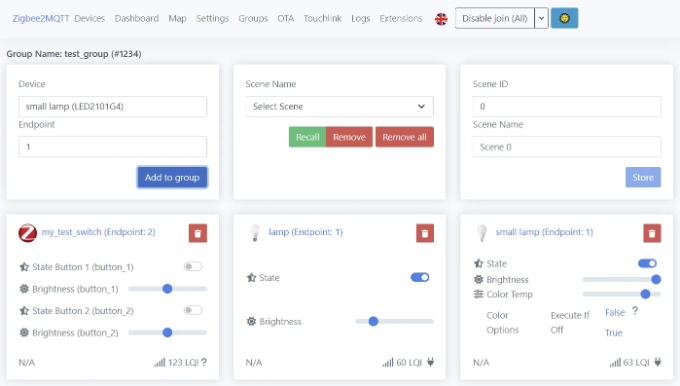 Zigbee2MQTT Devices Dashboard Map Settings Groups OTA Touchlink Logs Extensions Disable join (All)
Group Name: test_group (#1234)
Device
small lamp (LED2101G4)
Endpoint
1
Add to group
Scene Name
Select Scene
Recall Remove Remove all
Scene ID
0
Scene Name
Scene 0
Store
my_test_switch (Endpoint: 2)
State Button 1 (button_1)
Brightness (button_1)
State Button 2 (button_2)
Brightness (button_2)
N/A 123 LQI ?
lamp (Endpoint: 1)
State
Brightness
N/A 60 LQI
small lamp (Endpoint: 1)
State
Brightness
Color Temp
Color Options Execute If Off False ?
True
N/A 63 LQI